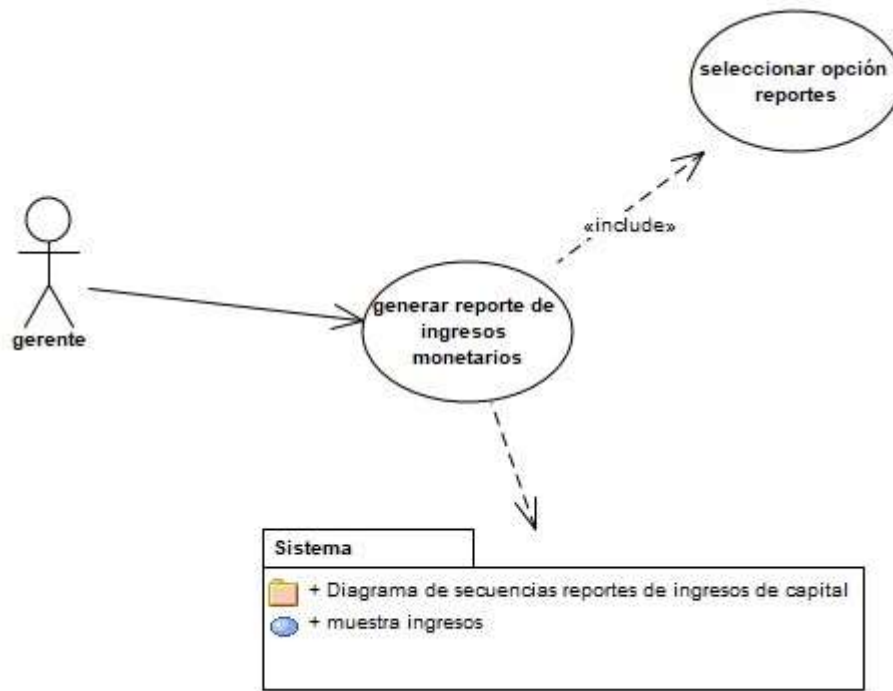 seleccionar opción
reportes
«include»
gerente
generar reporte de
ingresos
monetarios
Sistema
+ Diagrama de secuencias reportes de ingresos de capital
+ muestra ingresos